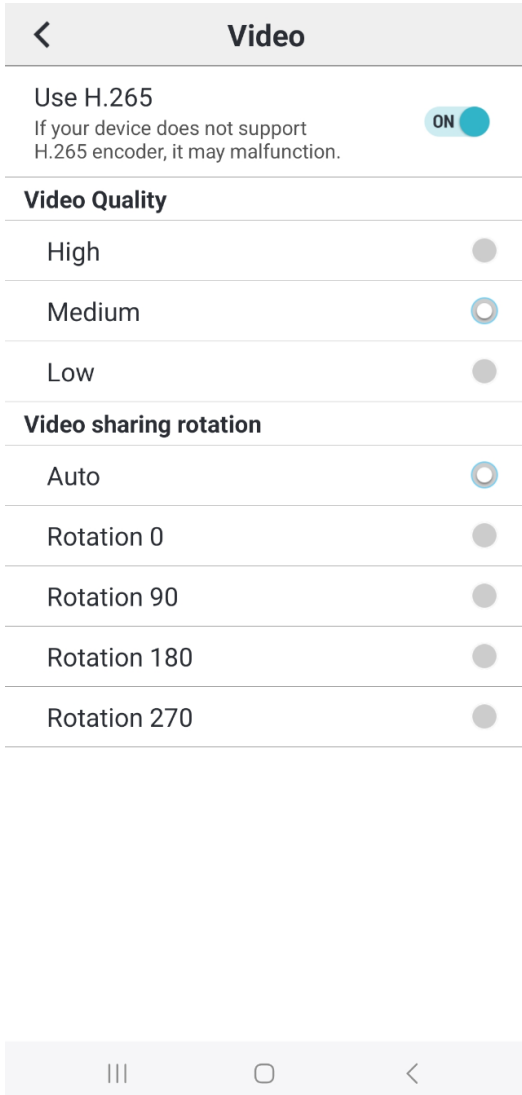 Video
Use H.265
ON
If your device does not support
H.265 encoder, it may malfunction.
Video Quality
High
Medium
Low
Video sharing rotation
Auto
Rotation 0
Rotation 90
Rotation 180
Rotation 270